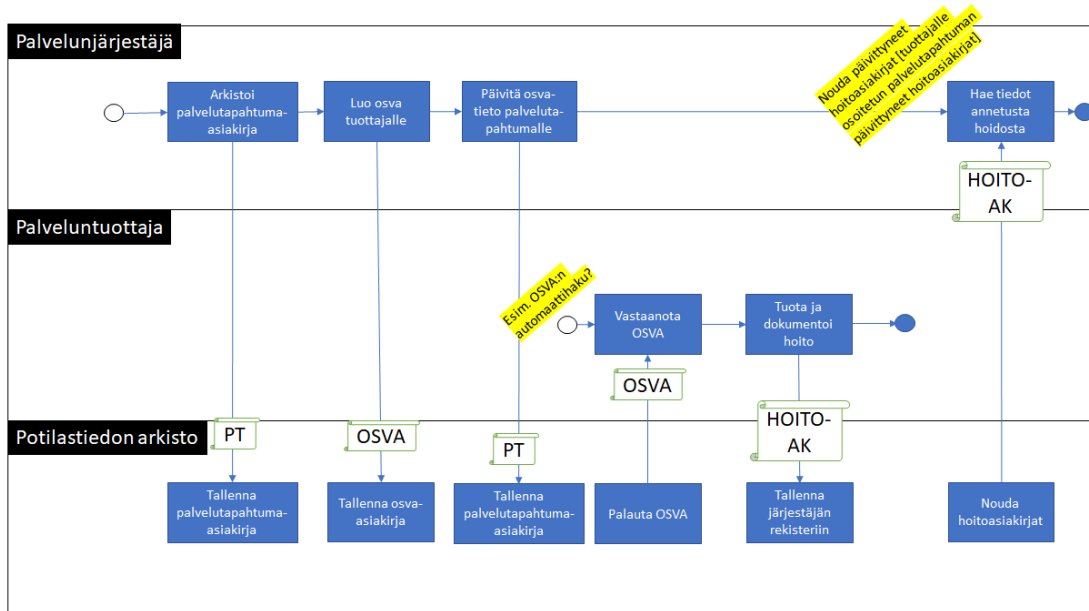 Palvelunjärjestäjä
Arkistoi
palvelutapahtuma-
asiakirja
Luo osva
tuottajalle
Päivitä osva-
tieto palveluta-
pahtumalle
Nouda päivittyneet
hoitoasiakirjat [tuottajalle
osoitetun palvelutapahtuman
päivittyneet hoitoasiakirjat]
Hae tiedot
annetusta
hoidosta
HOITO-
AK
Palveluntuottaja
Esim. OSVA:n
automaattihaku?
Vastaanota
OSVA
Tuota ja
dokumentoi
hoito
OSVA
HOITO-
AK
Potilastiedon arkisto
PT
OSVA
PT
Tallenna
palvelutapahtuma-
asiakirja
Tallenna osva-
asiakirja
Tallenna
palvelutapahtuma-
asiakirja
Palauta OSVA
Tallenna
järjestäjän
rekisteriin
Nouda
hoitoasiakirjat